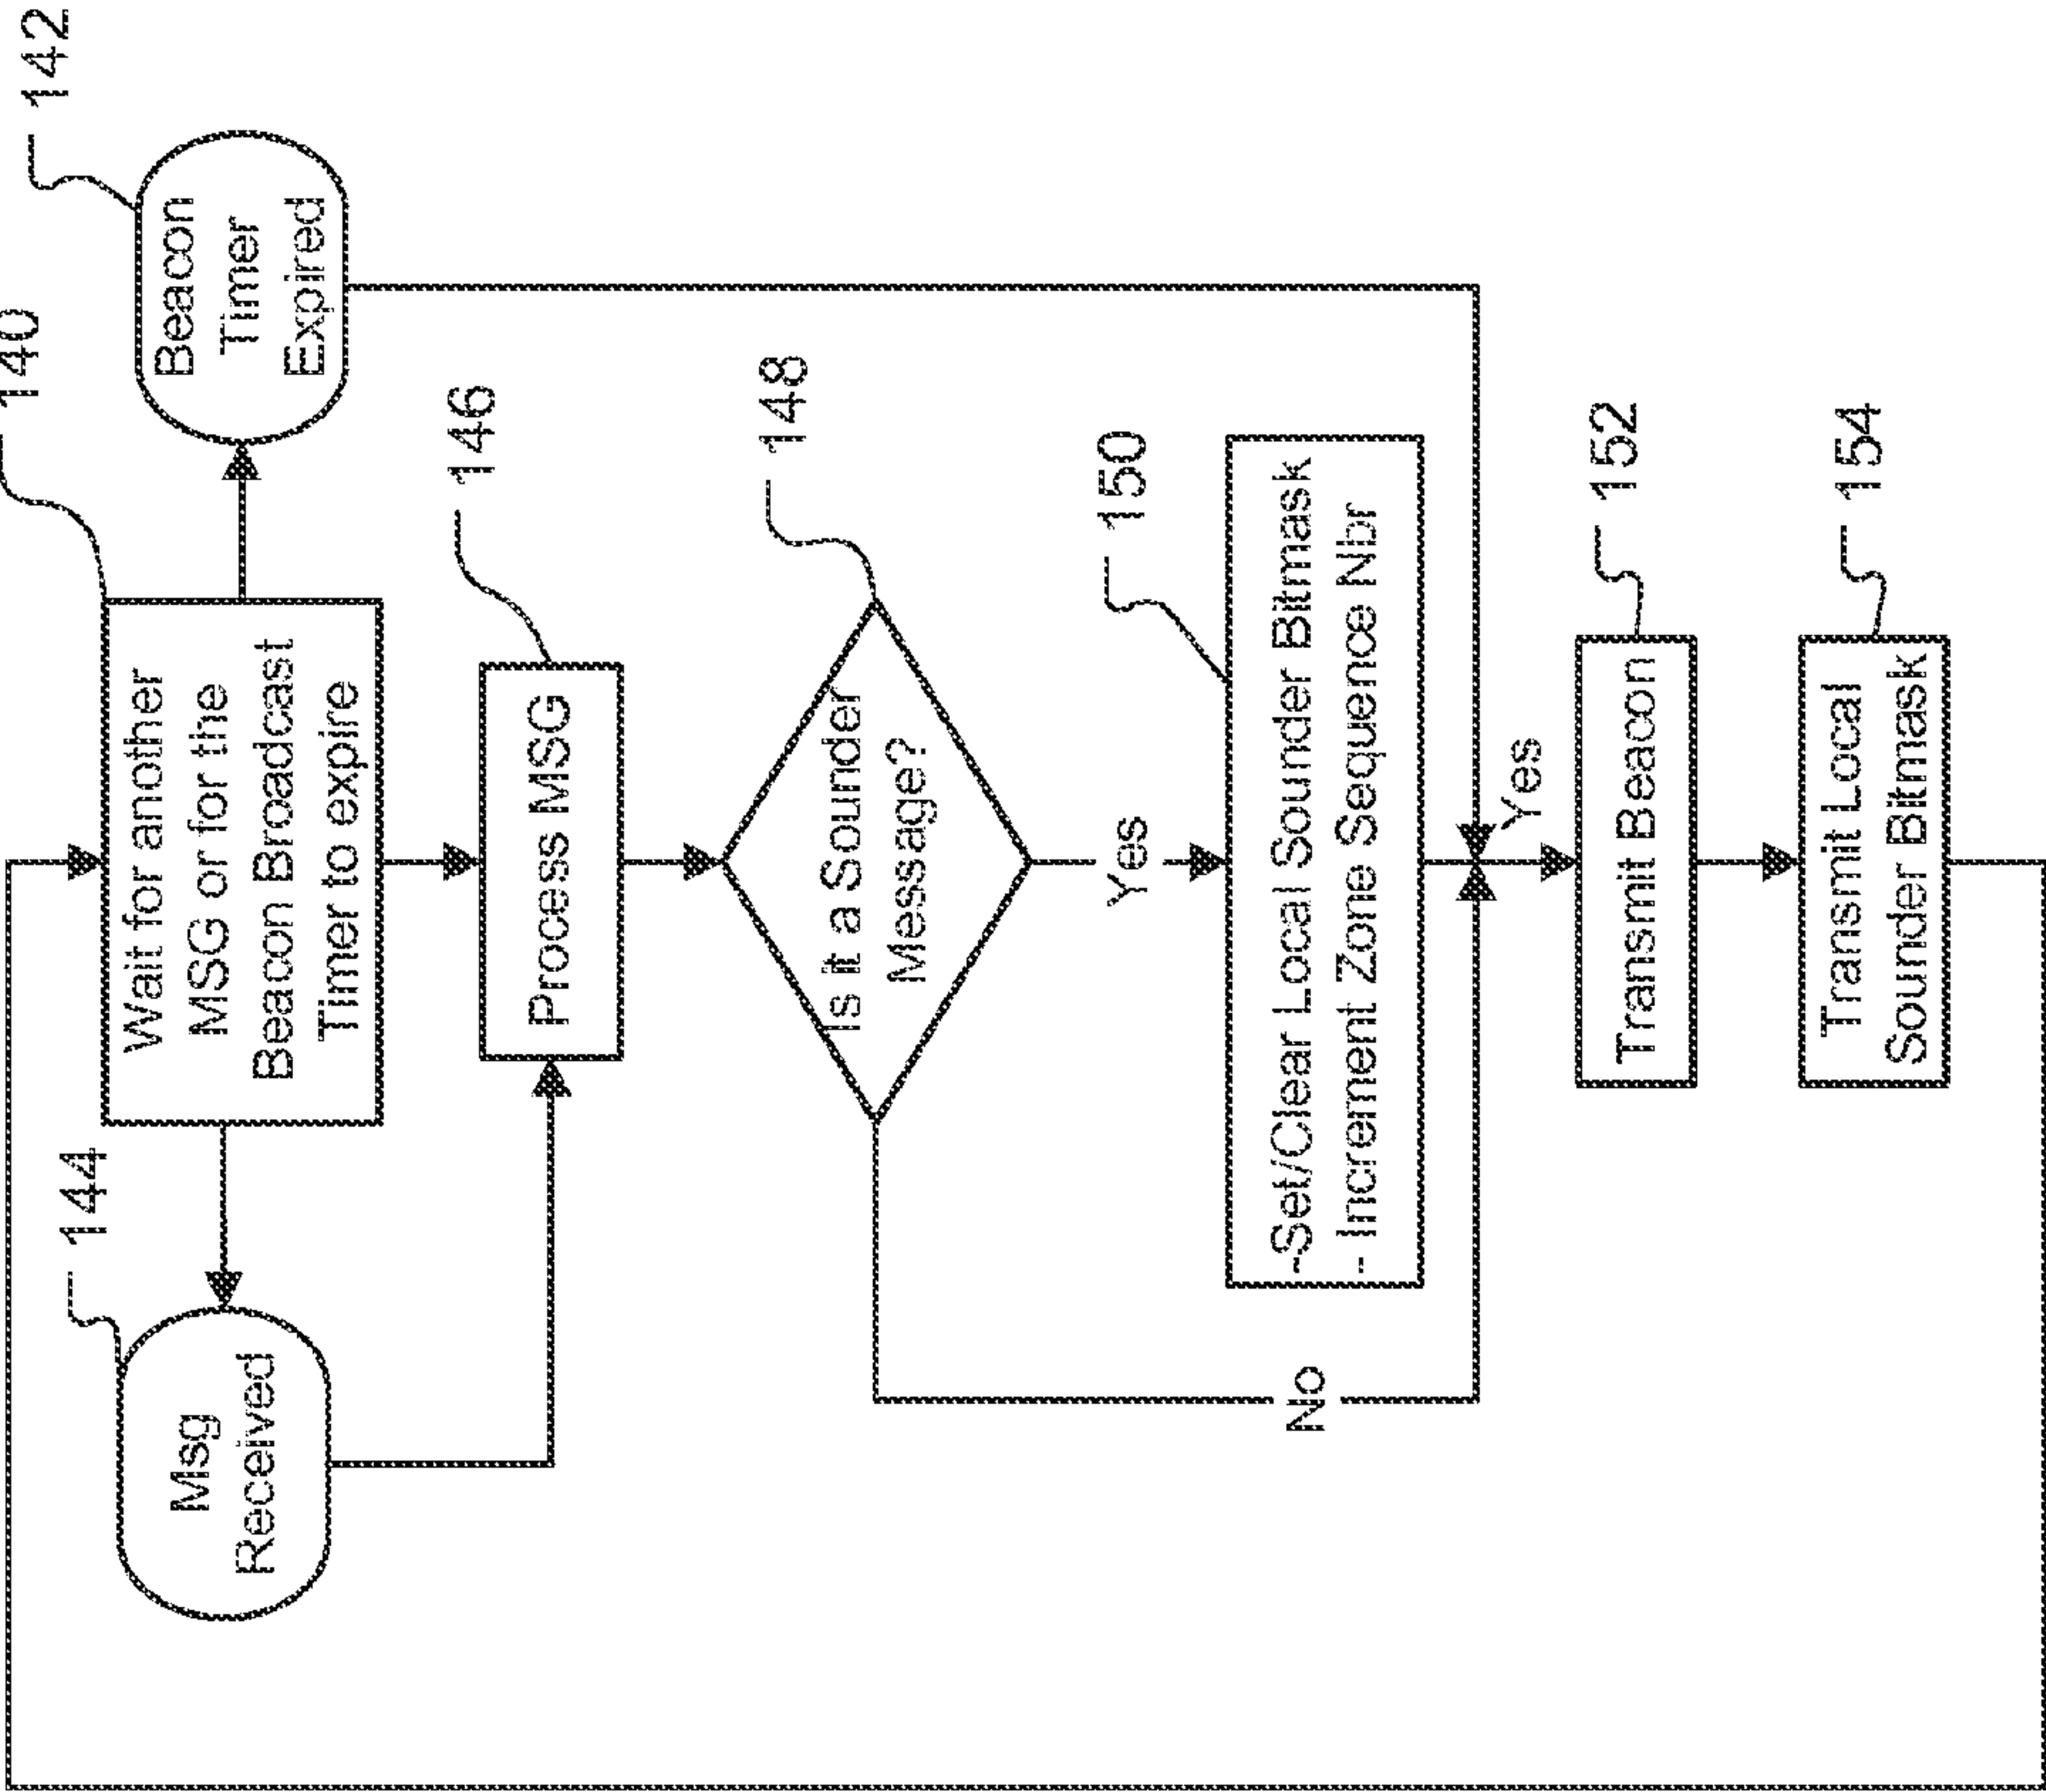 140
Wait for another
MSG or for the
Beacon Broadcast
Timer to expire
142
Beacon
Timer
Expired
144
Msg
Received
146
Process MSG
148
Is it a Sounder
Message?
Yes
No
150
-Set/Clear Local Sounder Bitmask
- Increment Zone Sequence Nbr
Yes
152
Transmit Beacon
154
Transmit Local
Sounder Bitmask